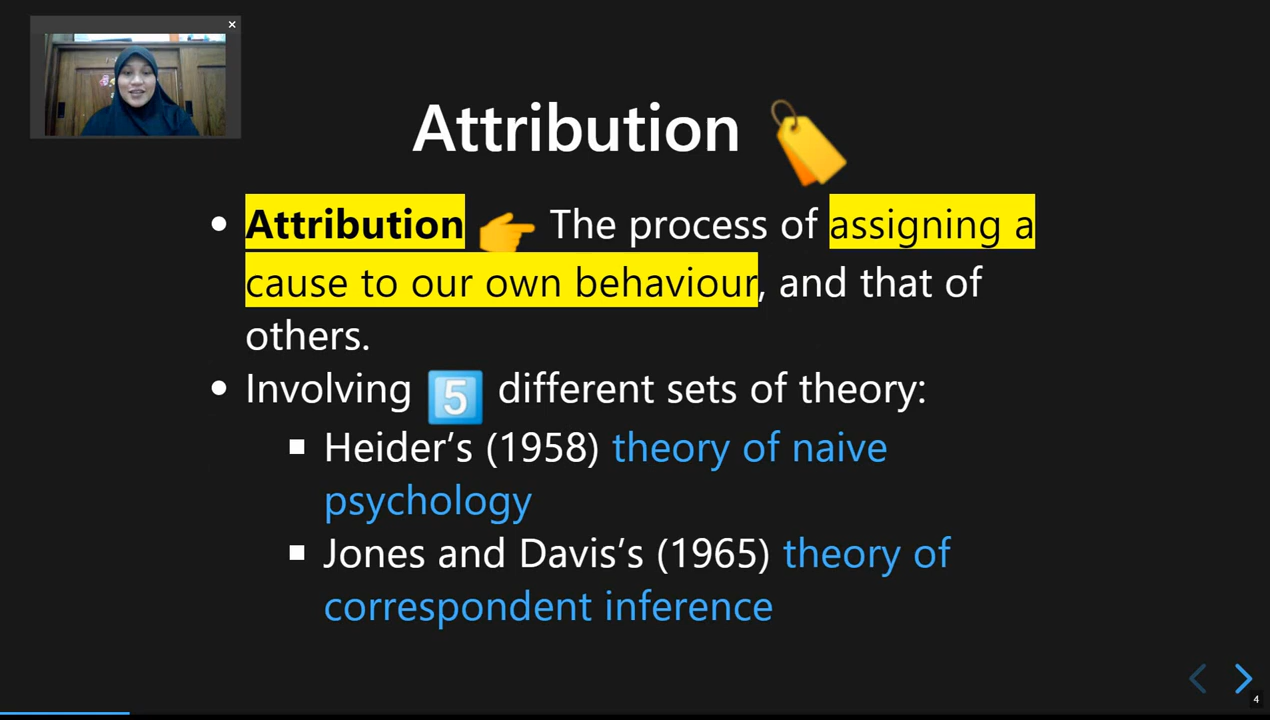 Attribution
Attribution 👉 The process of assigning a
cause to our own behaviour, and that of
others.
Involving 5️⃣ different sets of theory:
Heider’s (1958) theory of naive
psychology
Jones and Davis’s (1965) theory of
correspondent inference
4